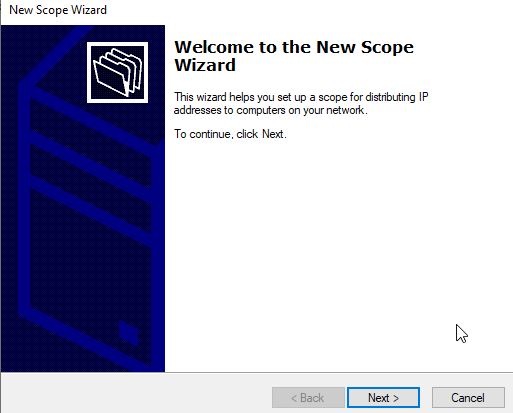 New Scope Wizard
Welcome to the New Scope
Wizard
This wizard helps you set up a scope for distributing IP
addresses to computers on your network.
To continue, click Next.
< Back
Next >
Cancel